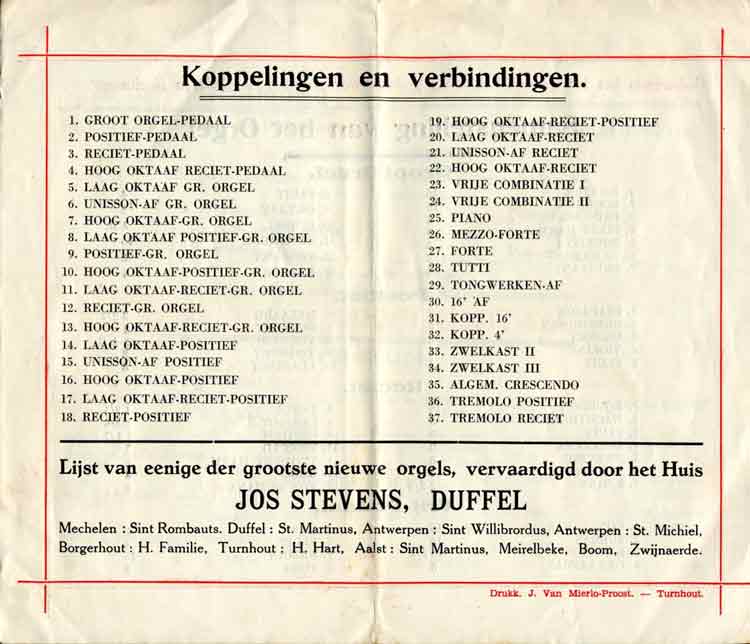 Koppelingen en verbindingen.
1. GROOT ORGEL-PEDAAL
2. POSITIEF-PEDAAL
3. RECIET-PEDAAL
4. HOOG OKTAAF RECIET-PEDAAL
5. LAAG OKTAAF GR. ORGEL
6. UNISSON-AF GR. ORGEL
7. HOOG OKTAAF-GR. ORGEL
8. LAAG OKTAAF POSITIEF-GR. ORGEL
9. POSITIEF-GR. ORGEL
10. HOOG OKTAAF-POSITIEF-GR. ORGEL
11. LAAG OKTAAF-RECIET-GR. ORGEL
12. RECIET-GR. ORGEL
13. HOOG OKTAAF-RECIET-GR. ORGEL
14. LAAG OKTAAF-POSITIEF
15. UNISSON-AF POSITIEF
16. HOOG OKTAAF-POSITIEF
17. LAAG OKTAAF-RECIET-POSITIEF
18. RECIET-POSITIEF
19. HOOG OKTAAF-RECIET-POSITIEF
20. LAAG OKTAAF-RECIET
21. UNISSON-AF RECIET
22. HOOG OKTAAF-RECIET
23. VRIJE COMBINATIE I
24. VRIJE COMBINATIE II
25. PIANO
26. MEZZO-FORTE
27. FORTE
28. TUTTI
29. TONGWERKEN-AF
30. 16' AF
31. KOPP. 16'
32. KOPP. 4'
33. ZWELKAST II
34. ZWELKAST III
35. ALGEM. CRESCENDO
36. TREMOLO POSITIEF
37. TREMOLO RECIET
Lijst van eenige der grootste nieuwe orgels, vervaardigd door het Huis
JOS STEVENS, DUFFEL
Mechelen : Sint Rombauts. Duffel : St. Martinus, Antwerpen : Sint Willibrordus, Antwerpen : St. Michiel,
Borgerhout : H. Familie, Turnhout : H. Hart, Aalst : Sint Martinus, Meirelbeke, Boom, Zwijnaerde.
Drukk. J. Van Mierlo-Proost. — Turnhout.